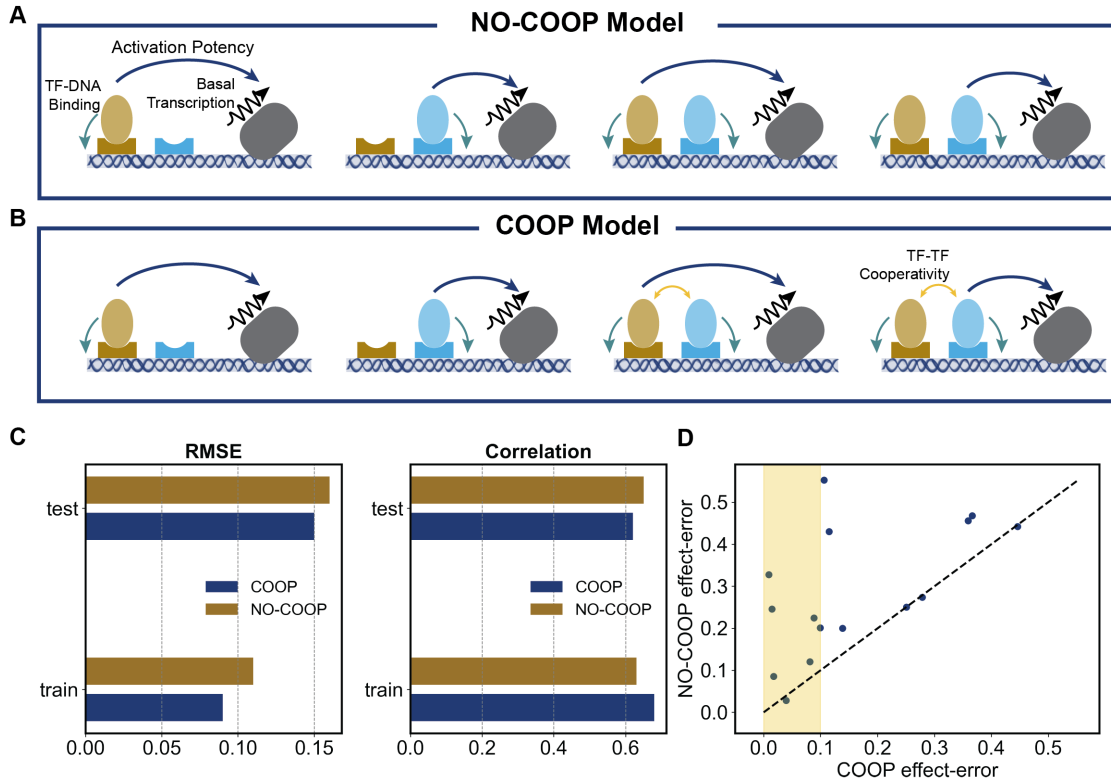 A
NO-COOP Model
Activation Potency
TF-DNA
Binding
Basal
Transcription
B
COOP Model
TF-TF
Cooperativity
C
RMSE
test
train
COOP
NO-COOP
0.00
0.05
0.10
0.15
Correlation
test
train
COOP
NO-COOP
0.0
0.2
0.4
0.6
D
NO-COOP effect-error
0.5
0.4
0.3
0.2
0.1
0.0
0.0
0.1
0.2
0.3
0.4
0.5
COOP effect-error